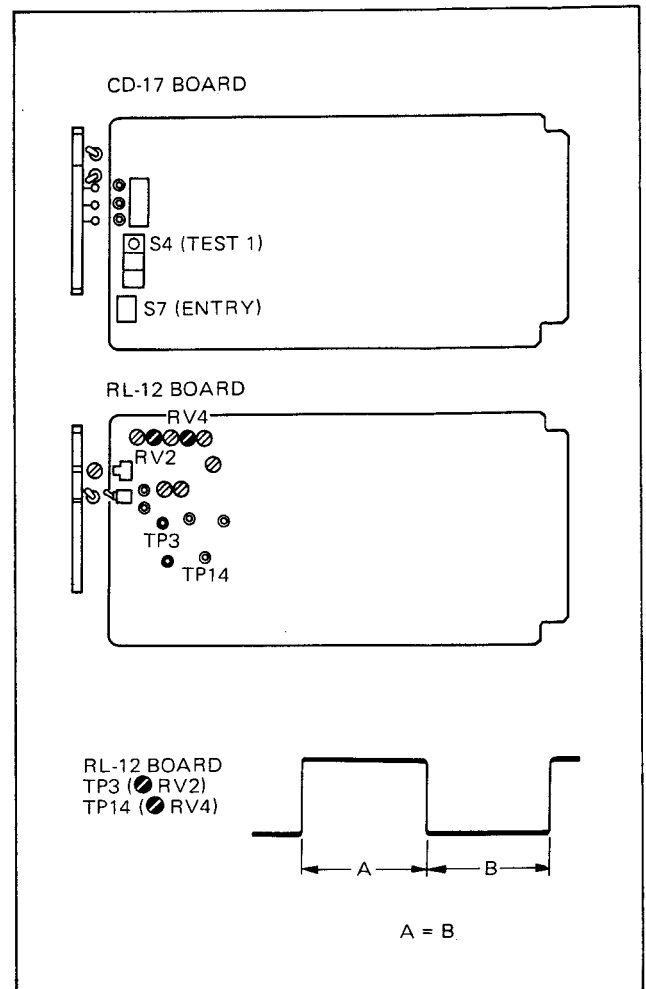 CD-17 BOARD
S4 (TEST 1)
S7 (ENTRY)
RL-12 BOARD
RV4
RV2
TP3
TP14
RL-12 BOARD
TP3 ( RV2)
TP14 ( RV4)
A
B
A = B